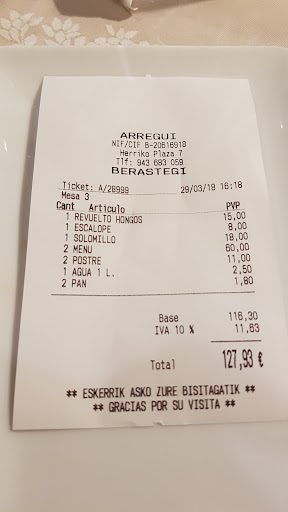 ARREGUI
NIF/CIF B-20616918
Herriko Plaza 7
Tlf: 943 683 059
BERASTEGI
Ticket: A/28999 29/03/18 16:18
Mesa 3
Cant Artículo PVP
1 REVUELTO HONGOS 15,00
1 ESCALOPE 8,00
1 SOLOMILLO 18,00
2 MENU 60,00
2 POSTRE 11,00
1 AGUA 1 L. 2,50
2 PAN 1,80
Base 116,30
IVA 10 % 11,63
Total 127,93 €
** ESKERRIK ASKO ZURE BISITAGATIK **
** GRACIAS POR SU VISITA **